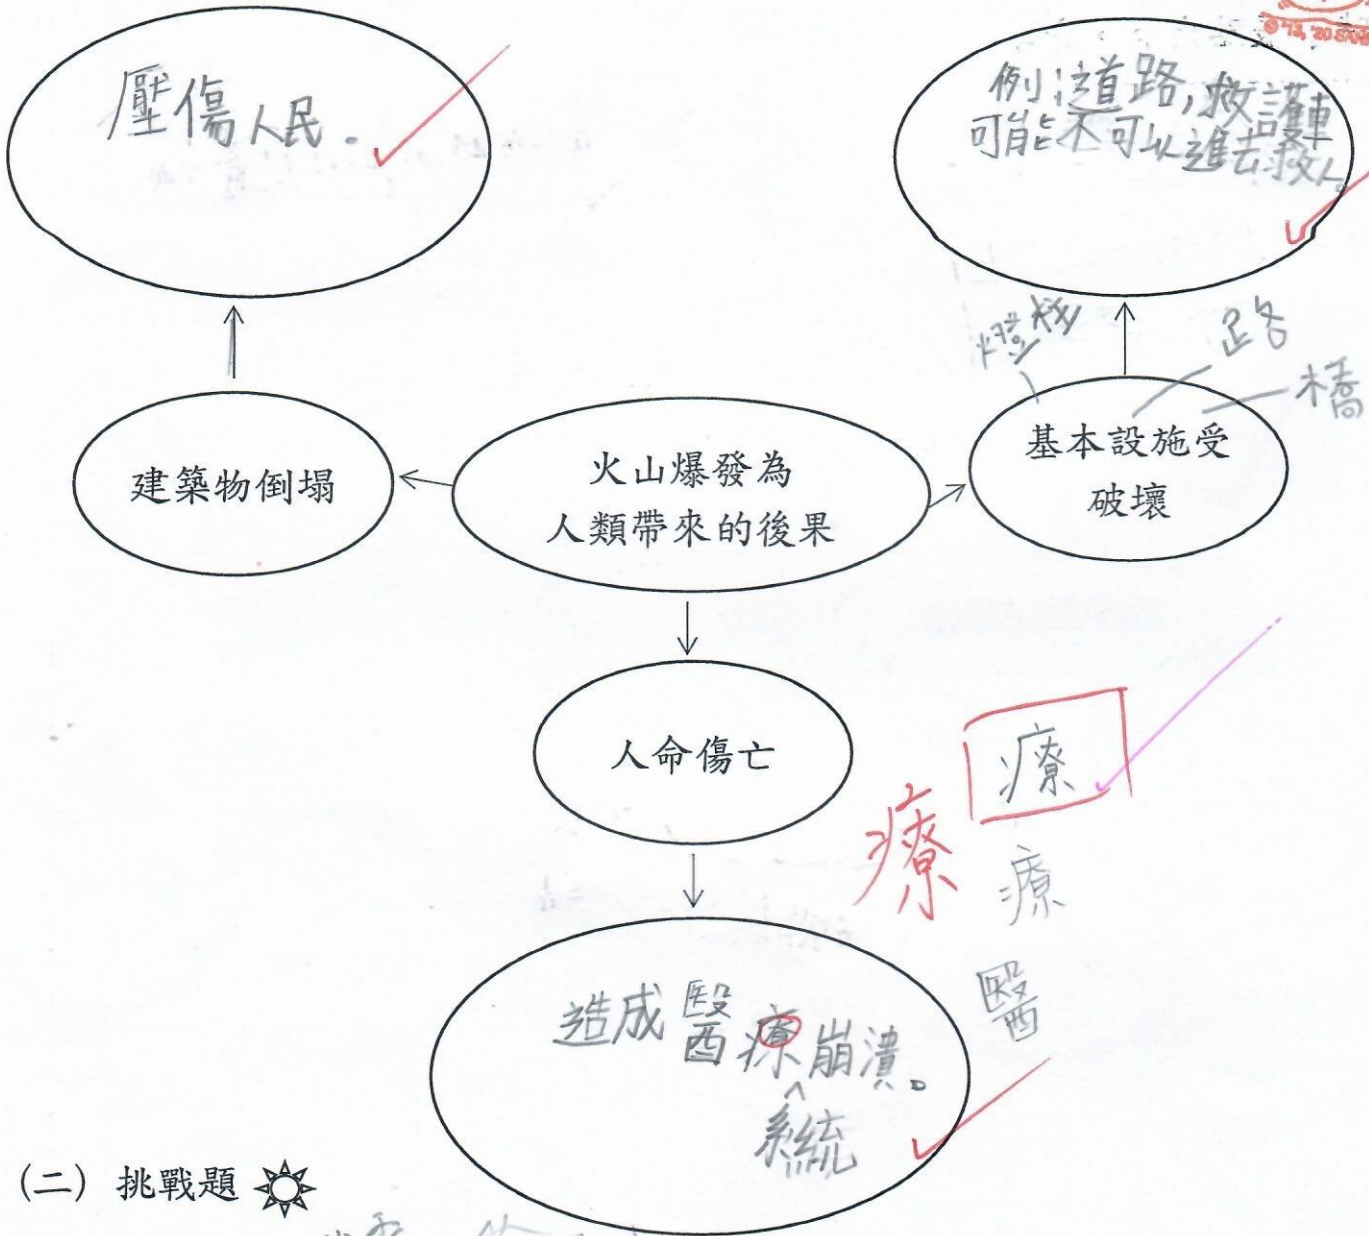 壓傷人民.
例:道路,救護車
可能不可以進去救人。
燈
路
橋
建築物倒塌
火山爆發為
人類帶來的後果
基本設施受
破壞
人命傷亡
療
療
療
醫
造成醫療崩潰。
系統
(二) 挑戰題